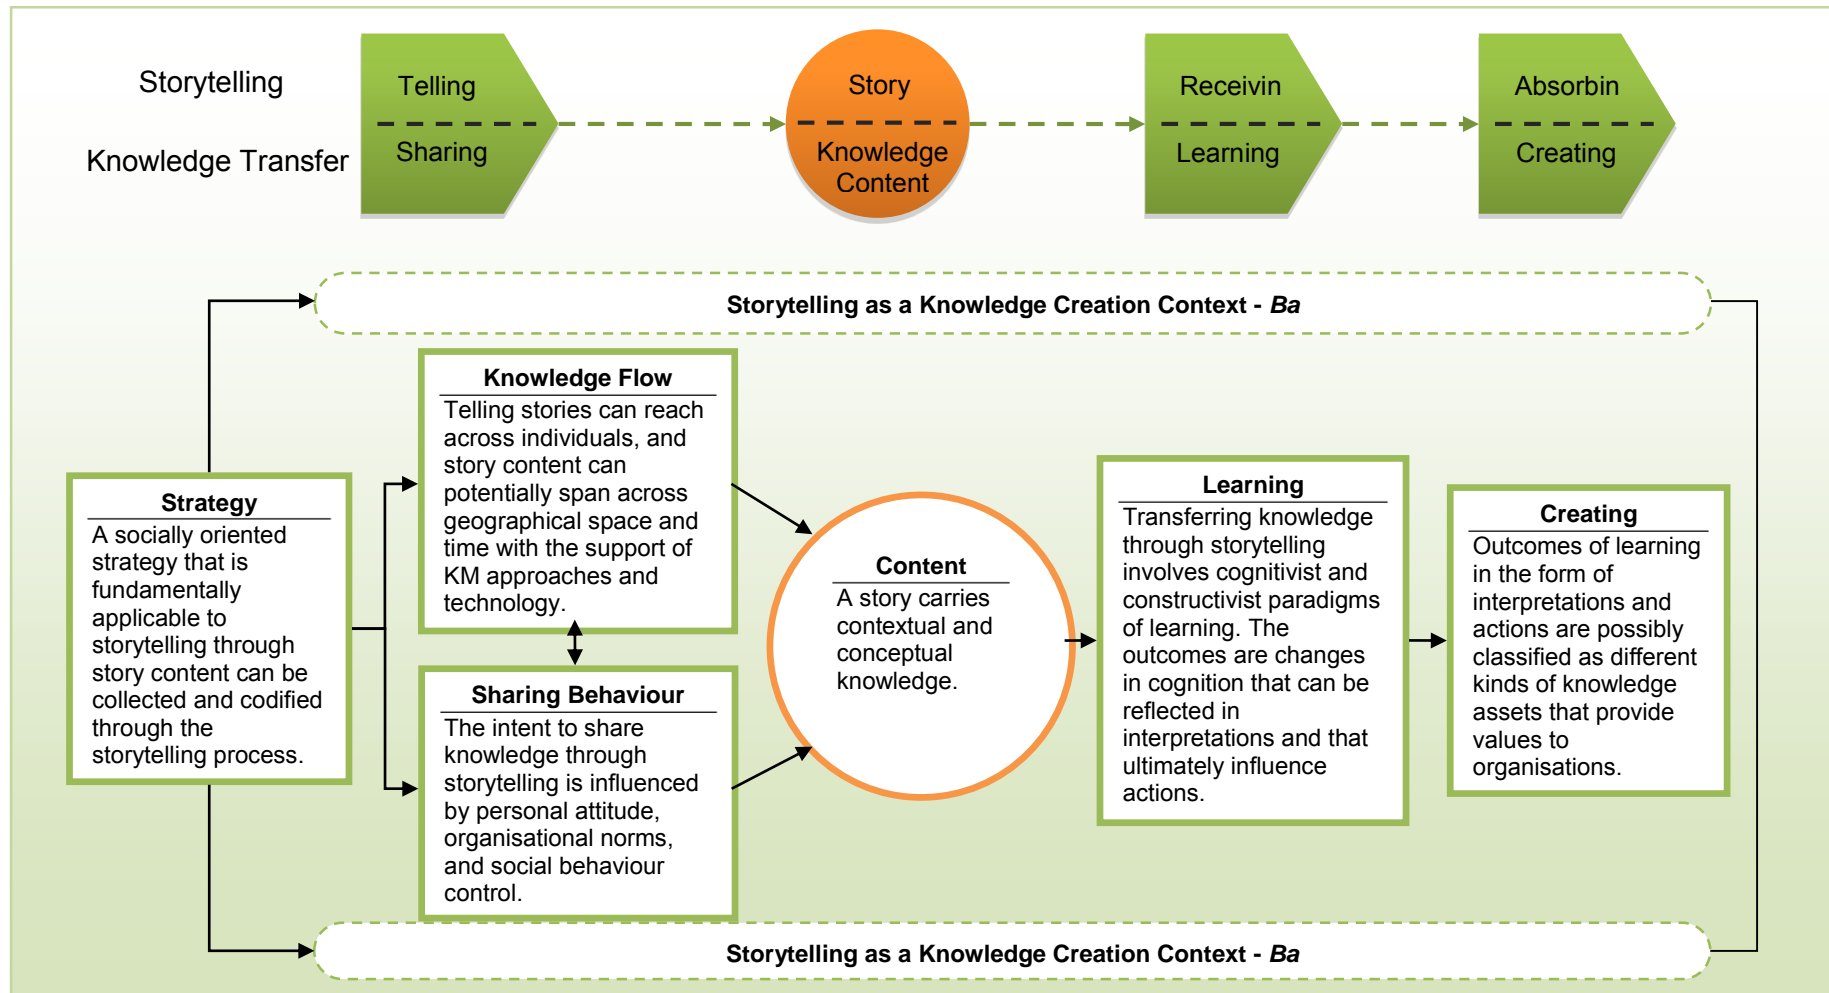 Storytelling
Knowledge Transfer
Telling
Sharing
Story
Knowledge
Content
Receivin
Learning
Absorbin
Creating
Storytelling as a Knowledge Creation Context - Ba
Strategy
A socially oriented
strategy that is
fundamentally
applicable to
storytelling through
story content can be
collected and codified
through the
storytelling process.
Knowledge Flow
Telling stories can reach
across individuals, and
story content can
potentially span across
geographical space and
time with the support of
KM approaches and
technology.
Sharing Behaviour
The intent to share
knowledge through
storytelling is influenced
by personal attitude,
organisational norms,
and social behaviour
control.
Content
A story carries
contextual and
conceptual
knowledge.
Learning
Transferring knowledge
through storytelling
involves cognitivist and
constructivist paradigms
of learning. The
outcomes are changes
in cognition that can be
reflected in
interpretations and that
ultimately influence
actions.
Creating
Outcomes of learning
in the form of
interpretations and
actions are possibly
classified as different
kinds of knowledge
assets that provide
values to
organisations.
Storytelling as a Knowledge Creation Context - Ba